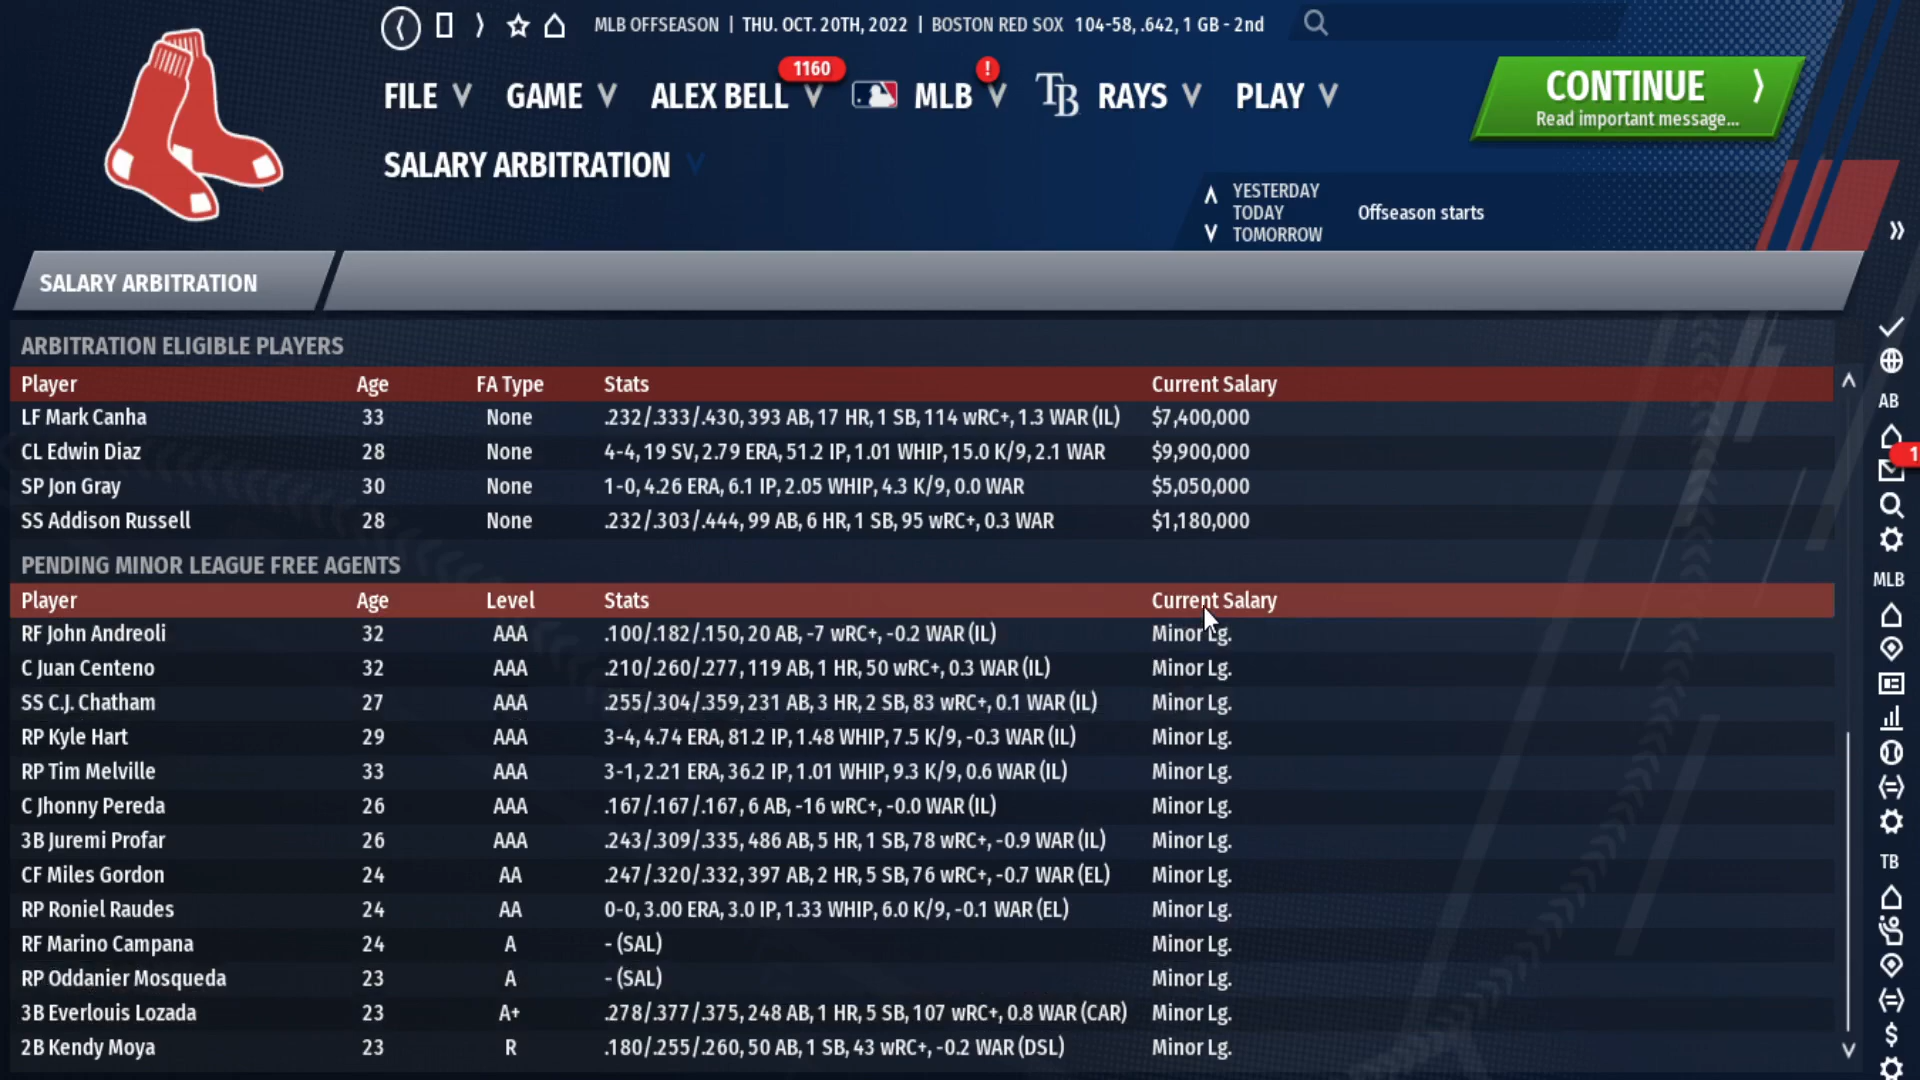 MLB OFFSEASON | THU. OCT. 20TH, 2022 | BOSTON RED SOX 104-58, .642, 1 GB - 2nd
FILE GAME ALEX BELL 1160 MLB ! TB RAYS PLAY
CONTINUE
Read important message...
SALARY ARBITRATION
YESTERDAY
TODAY Offseason starts
TOMORROW
SALARY ARBITRATION
ARBITRATION ELIGIBLE PLAYERS
Player Age FA Type Stats Current Salary
LF Mark Canha 33 None .232/.333/.430, 393 AB, 17 HR, 1 SB, 114 wRC+, 1.3 WAR (IL) $7,400,000
CL Edwin Diaz 28 None 4-4, 19 SV, 2.79 ERA, 51.2 IP, 1.01 WHIP, 15.0 K/9, 2.1 WAR $9,900,000
SP Jon Gray 30 None 1-0, 4.26 ERA, 6.1 IP, 2.05 WHIP, 4.3 K/9, 0.0 WAR $5,050,000
SS Addison Russell 28 None .232/.303/.444, 99 AB, 6 HR, 1 SB, 95 wRC+, 0.3 WAR $1,180,000
PENDING MINOR LEAGUE FREE AGENTS
Player Age Level Stats Current Salary
RF John Andreoli 32 AAA .100/.182/.150, 20 AB, -7 wRC+, -0.2 WAR (IL) Minor Lg.
C Juan Centeno 32 AAA .210/.260/.277, 119 AB, 1 HR, 50 wRC+, 0.3 WAR (IL) Minor Lg.
SS C.J. Chatham 27 AAA .255/.304/.359, 231 AB, 3 HR, 2 SB, 83 wRC+, 0.1 WAR (IL) Minor Lg.
RP Kyle Hart 29 AAA 3-4, 4.74 ERA, 81.2 IP, 1.48 WHIP, 7.5 K/9, -0.3 WAR (IL) Minor Lg.
RP Tim Melville 33 AAA 3-1, 2.21 ERA, 36.2 IP, 1.01 WHIP, 9.3 K/9, 0.6 WAR (IL) Minor Lg.
C Jhonny Pereda 26 AAA .167/.167/.167, 6 AB, -16 wRC+, -0.0 WAR (IL) Minor Lg.
3B Juremi Profar 26 AAA .243/.309/.335, 486 AB, 5 HR, 1 SB, 78 wRC+, -0.9 WAR (IL) Minor Lg.
CF Miles Gordon 24 AA .247/.320/.332, 397 AB, 2 HR, 5 SB, 76 wRC+, -0.7 WAR (EL) Minor Lg.
RP Roniel Raudes 24 AA 0-0, 3.00 ERA, 3.0 IP, 1.33 WHIP, 6.0 K/9, -0.1 WAR (EL) Minor Lg.
RF Marino Campana 24 A - (SAL) Minor Lg.
RP Oddanier Mosqueda 23 A - (SAL) Minor Lg.
3B Everlouis Lozada 23 A+ .278/.377/.375, 248 AB, 1 HR, 5 SB, 107 wRC+, 0.8 WAR (CAR) Minor Lg.
2B Kendy Moya 23 R .180/.255/.260, 50 AB, 1 SB, 43 wRC+, -0.2 WAR (DSL) Minor Lg.
AB
1
MLB
TB